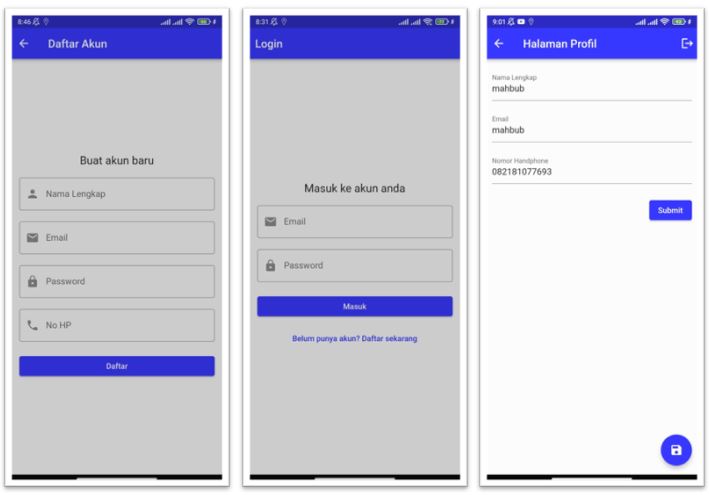 8:46
Daftar Akun
Buat akun baru
Nama Lengkap
Email
Password
No HP
Daftar
8:31
Login
Masuk ke akun anda
Email
Password
Masuk
Belum punya akun? Daftar sekarang
9:01
Halaman Profil
Nama Lengkap
mahbub
Email
mahbub
Nomor Handphone
082181077693
Submit